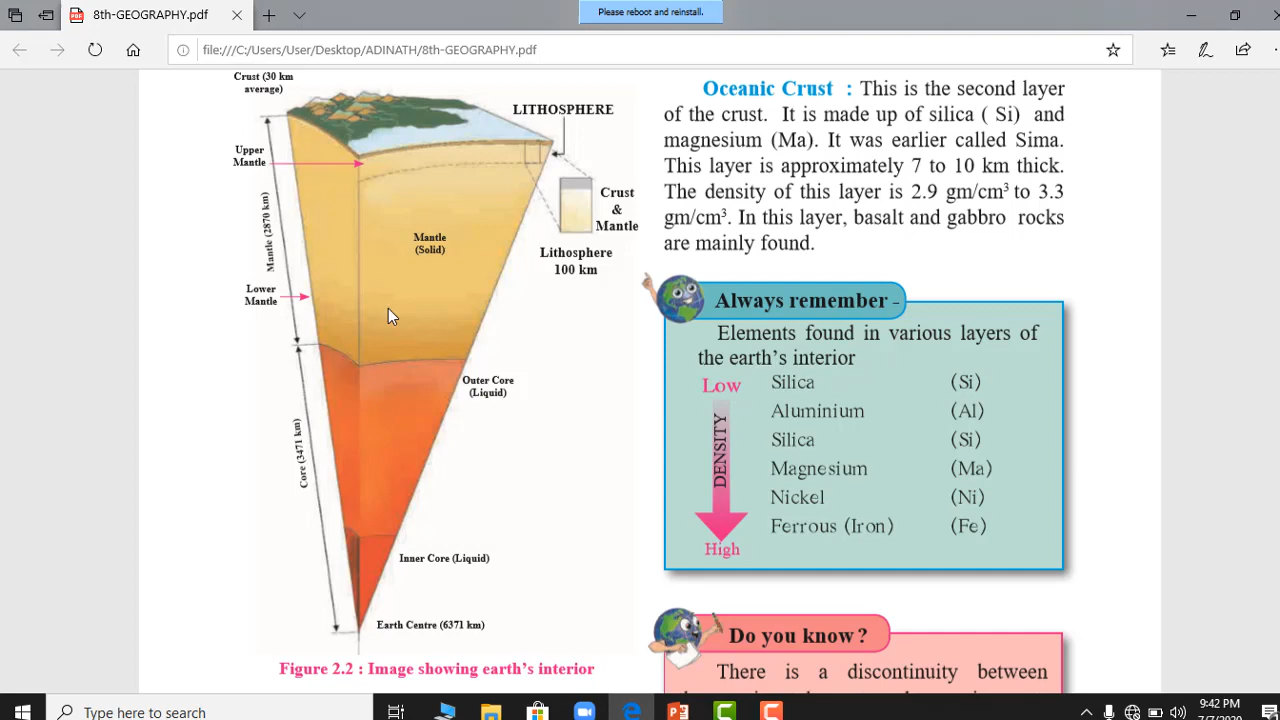 8th-GEOGRAPHY.pdf
Please reboot and reinstall.
file:///C:/Users/User/Desktop/ADINATH/8th-GEOGRAPHY.pdf
Crust (30 km
average)
LITHOSPHERE
Upper
Mantle
Crust
&
Mantle
Mantle (2870 km)
Mantle
(Solid)
Lithosphere
100 km
Lower
Mantle
Outer Core
(Liquid)
Core (3471 km)
Inner Core (Liquid)
Earth Centre (6371 km)
Figure 2.2 : Image showing earth's interior
Oceanic Crust : This is the second layer
of the crust. It is made up of silica ( Si) and
magnesium (Ma). It was earlier called Sima.
This layer is approximately 7 to 10 km thick.
The density of this layer is 2.9 gm/cm³ to 3.3
gm/cm³. In this layer, basalt and gabbro rocks
are mainly found.
Always remember -
Elements found in various layers of
the earth's interior
Low
DENSITY
High
Silica (Si)
Aluminium (Al)
Silica (Si)
Magnesium (Ma)
Nickel (Ni)
Ferrous (Iron) (Fe)
Do you know ?
There is a discontinuity between
Type here to search
9:42 PM